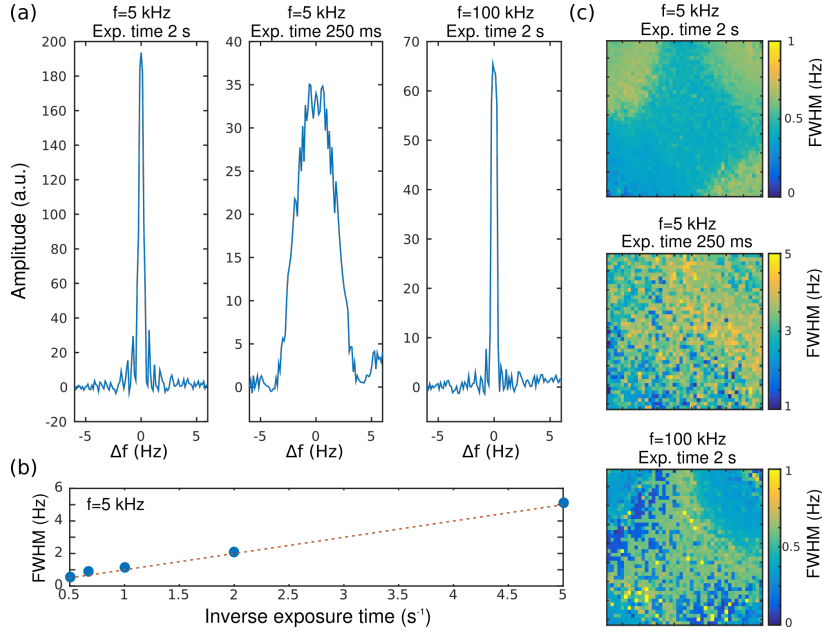 (a)
f=5 kHz
Exp. time 2 s
f=5 kHz
Exp. time 250 ms
f=100 kHz
Exp. time 2 s
Amplitude (a.u.)
200
180
160
140
120
100
80
60
40
20
0
-20
40
35
30
25
20
15
10
5
0
70
60
50
40
30
20
10
0
-5 0 5
-5 0 5
-5 0 5
Δf (Hz)
Δf (Hz)
Δf (Hz)
(b)
f=5 kHz
FWHM (Hz)
6
4
2
0
0.5 1 1.5 2 2.5 3 3.5 4 4.5 5
Inverse exposure time (s-1)
(c)
f=5 kHz
Exp. time 2 s
1
0.5
0
FWHM (Hz)
f=5 kHz
Exp. time 250 ms
5
3
1
FWHM (Hz)
f=100 kHz
Exp. time 2 s
1
0.5
0
FWHM (Hz)